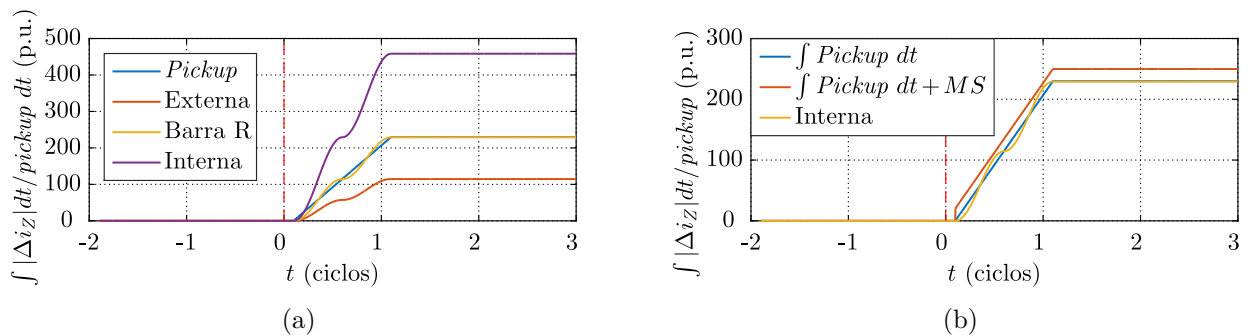 ∫ |Δi_Z|dt/pickup dt (p.u.)
500
400
300
200
100
0
Pickup
Externa
Barra R
Interna
-2 -1 0 1 2 3
t (ciclos)
(a)
∫ |Δi_Z|dt/pickup (p.u.)
300
200
100
0
∫ Pickup dt
∫ Pickup dt + MS
Interna
-2 -1 0 1 2 3
t (ciclos)
(b)